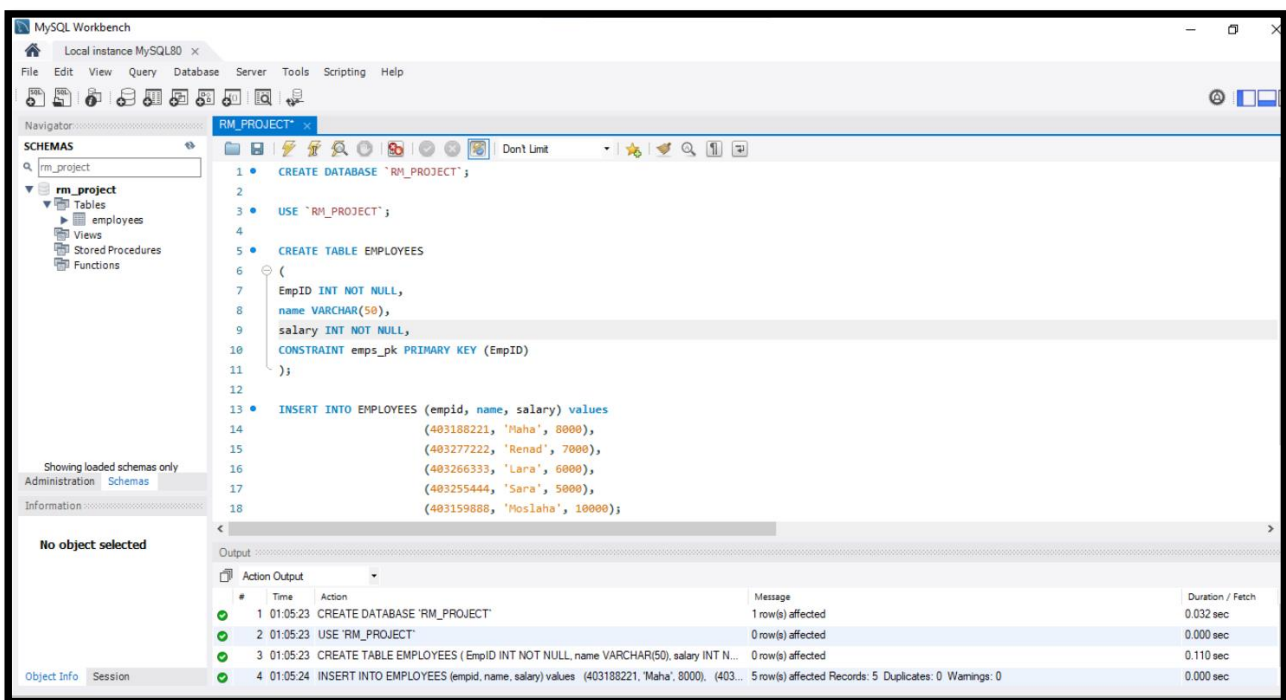 MySQL Workbench
Local instance MySQL80
File Edit View Query Database Server Tools Scripting Help
Navigator
SCHEMAS
rm_project
rm_project
Tables
employees
Views
Stored Procedures
Functions
Showing loaded schemas only
Administration Schemas
Information
No object selected
Object Info Session
RM_PROJECT*
Don't Limit
1 CREATE DATABASE `RM_PROJECT`;
2
3 USE `RM_PROJECT`;
4
5 CREATE TABLE EMPLOYEES
6 (
7 EmpID INT NOT NULL,
8 name VARCHAR(50),
9 salary INT NOT NULL,
10 CONSTRAINT emps_pk PRIMARY KEY (EmpID)
11 );
12
13 INSERT INTO EMPLOYEES (empid, name, salary) values
14 (403188221, 'Maha', 8000),
15 (403277222, 'Renad', 7000),
16 (403266333, 'Lara', 6000),
17 (403255444, 'Sara', 5000),
18 (403159888, 'Moslaha', 10000);
Output
Action Output
# Time Action Message Duration / Fetch
1 01:05:23 CREATE DATABASE `RM_PROJECT` 1 row(s) affected 0.032 sec
2 01:05:23 USE `RM_PROJECT` 0 row(s) affected 0.000 sec
3 01:05:23 CREATE TABLE EMPLOYEES ( EmpID INT NOT NULL, name VARCHAR(50), salary INT N... 0 row(s) affected 0.110 sec
4 01:05:24 INSERT INTO EMPLOYEES (empid, name, salary) values (403188221, 'Maha', 8000), (403... 5 row(s) affected Records: 5 Duplicates: 0 Warnings: 0 0.000 sec